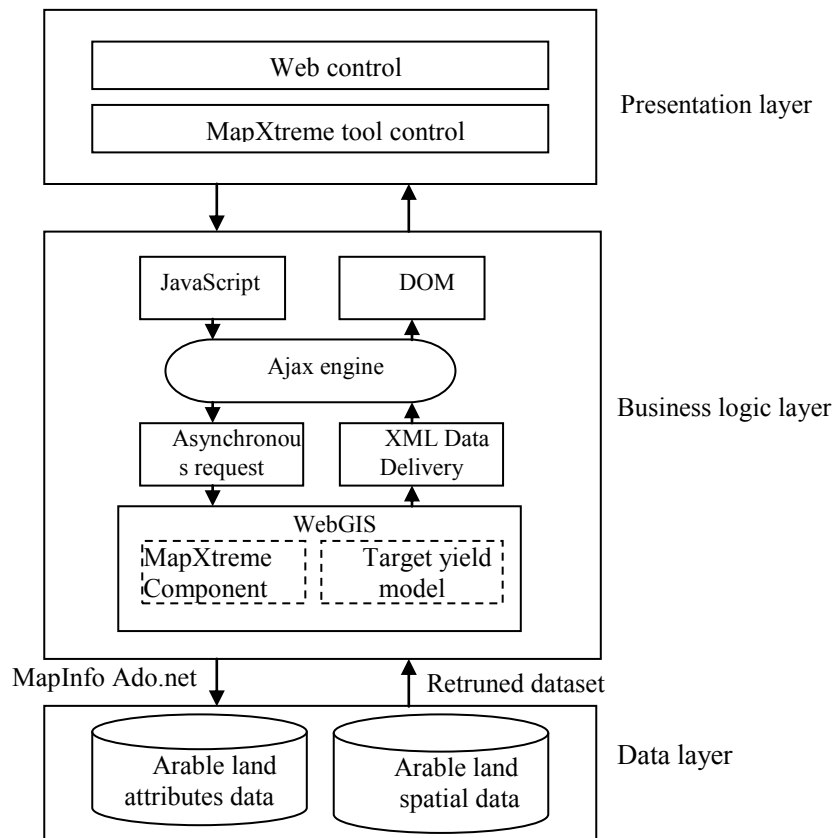 Web control
MapXtreme tool control
Presentation layer
JavaScript
DOM
Ajax engine
Asynchronou
s request
XML Data
Delivery
WebGIS
MapXtreme
Component
Target yield
model
Business logic layer
MapInfo Ado.net
Retruned dataset
Arable land
attributes data
Arable land
spatial data
Data layer